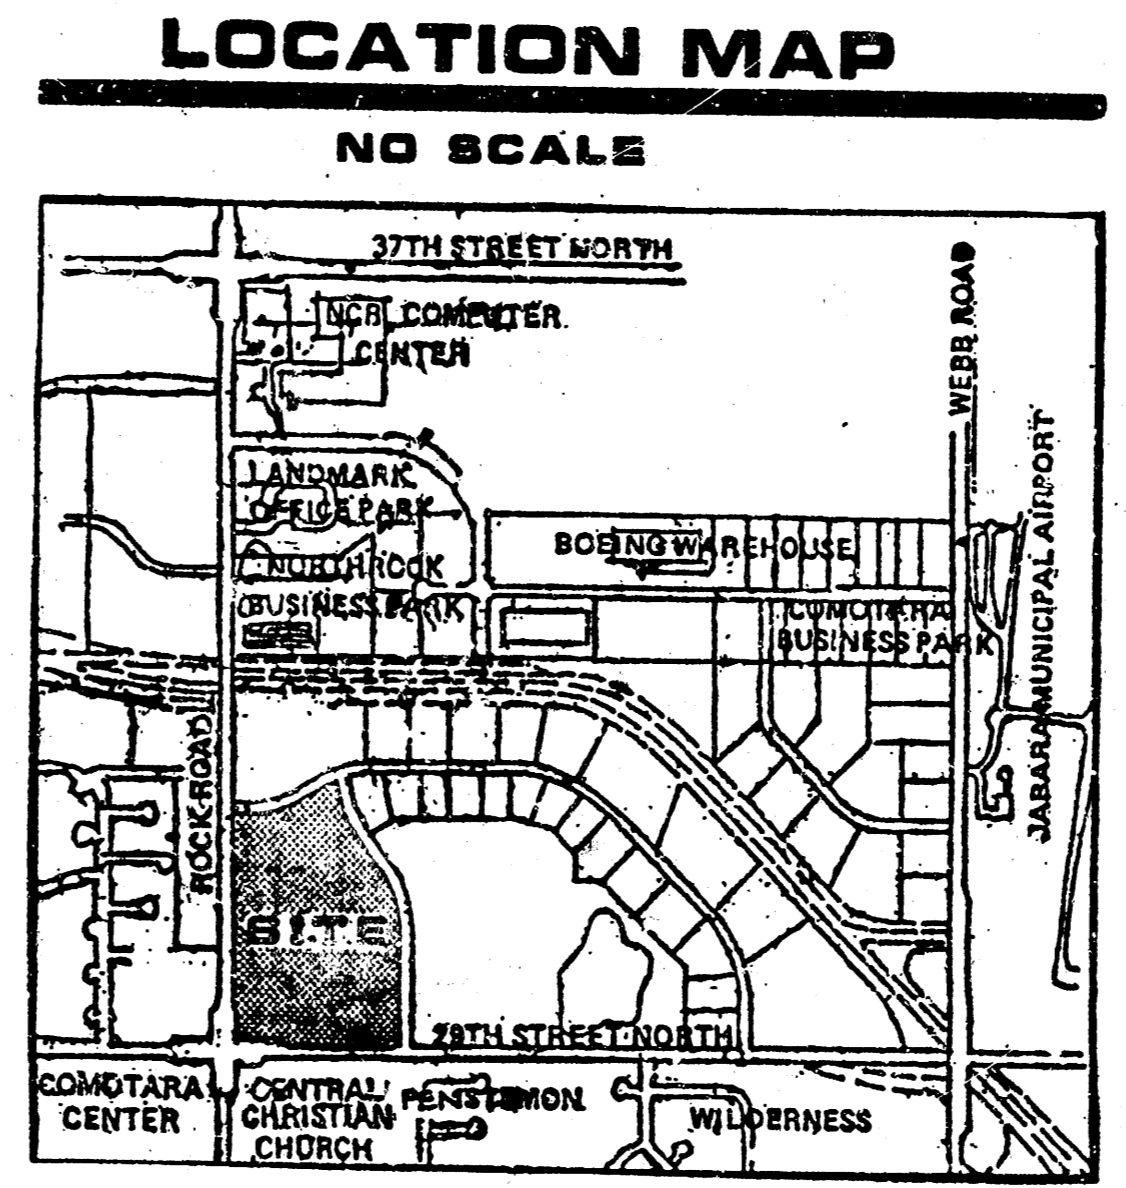 LOCATION MAP
NO SCALE
37TH STREET NORTH
NCR COMPUTER
CENTER
WEBB ROAD
LANDMARK
OFFICE PARK
BOEING WAREHOUSE
NORTHROCK
BUSINESS PARK
COMOTARA
BUSINESS PARK
JABARA MUNICIPAL AIRPORT
ROCK ROAD
SITE
29TH STREET NORTH
COMOTARA
CENTER
CENTRAL
CHRISTIAN
CHURCH
PENSTEMON
WILDERNESS